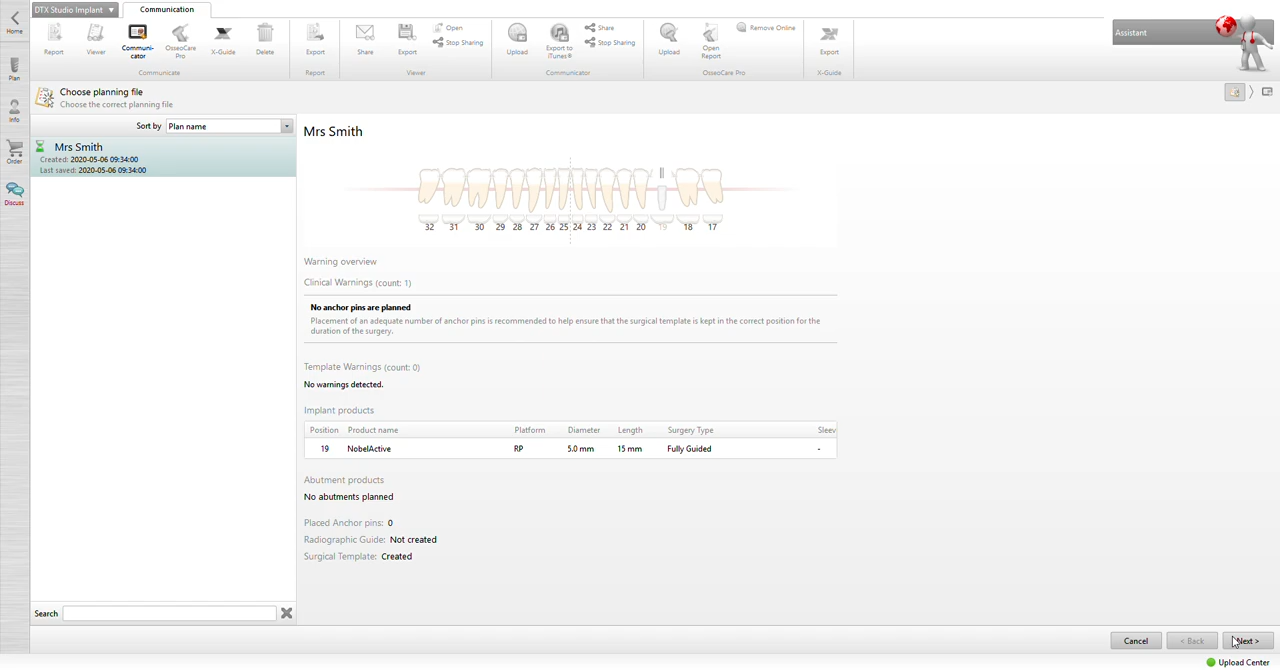 DTX Studio Implant ▼
Communication
Home
Report
Viewer
Communi-
cator
OsseoCare
Pro
X-Guide
Delete
Communicate
Export
Report
Share
Export
Open
Stop Sharing
Viewer
Upload
Export to
iTunes®
Share
Stop Sharing
Communicator
Upload
Open
Report
Remove Online
OsseoCare Pro
Export
X-Guide
Assistant
Plan
Info
Order
Discuss
Choose planning file
Choose the correct planning file
Sort by Plan name
Mrs Smith
Created: 2020-05-06 09:34:00
Last saved: 2020-05-06 09:34:00
Mrs Smith
32 31 30 29 28 27 26 25 24 23 22 21 20 19 18 17
Warning overview
Clinical Warnings (count: 1)
No anchor pins are planned
Placement of an adequate number of anchor pins is recommended to help ensure that the surgical template is kept in the correct position for the
duration of the surgery.
Template Warnings (count: 0)
No warnings detected.
Implant products
Position Product name Platform Diameter Length Surgery Type Sleev
19 NobelActive RP 5.0 mm 15 mm Fully Guided -
Abutment products
No abutments planned
Placed Anchor pins: 0
Radiographic Guide: Not created
Surgical Template: Created
Search
Cancel < Back Next >
Upload Center